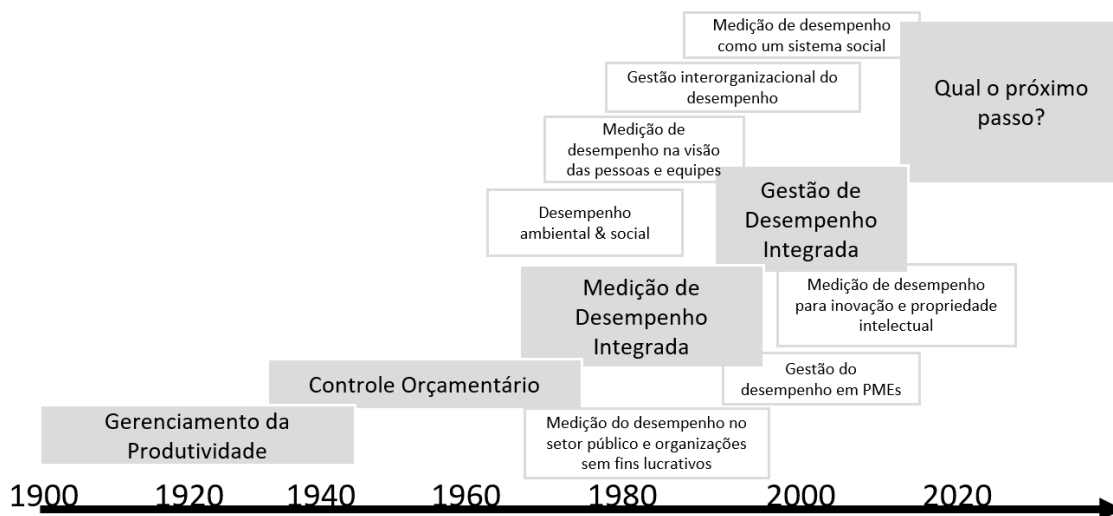 Medição de desempenho
como um sistema social
Gestão interorganizacional do
desempenho
Qual o próximo
passo?
Medição de
desempenho na visão
das pessoas e equipes
Gestão de
Desempenho
Integrada
Desempenho
ambiental & social
Medição de
Desempenho
Integrada
Medição de desempenho
para inovação e propriedade
intelectual
Controle Orçamentário
Gestão do
desempenho em PMEs
Gerenciamento da
Produtividade
Medição do desempenho no
setor público e organizações
sem fins lucrativos
1900 1920 1940 1960 1980 2000 2020